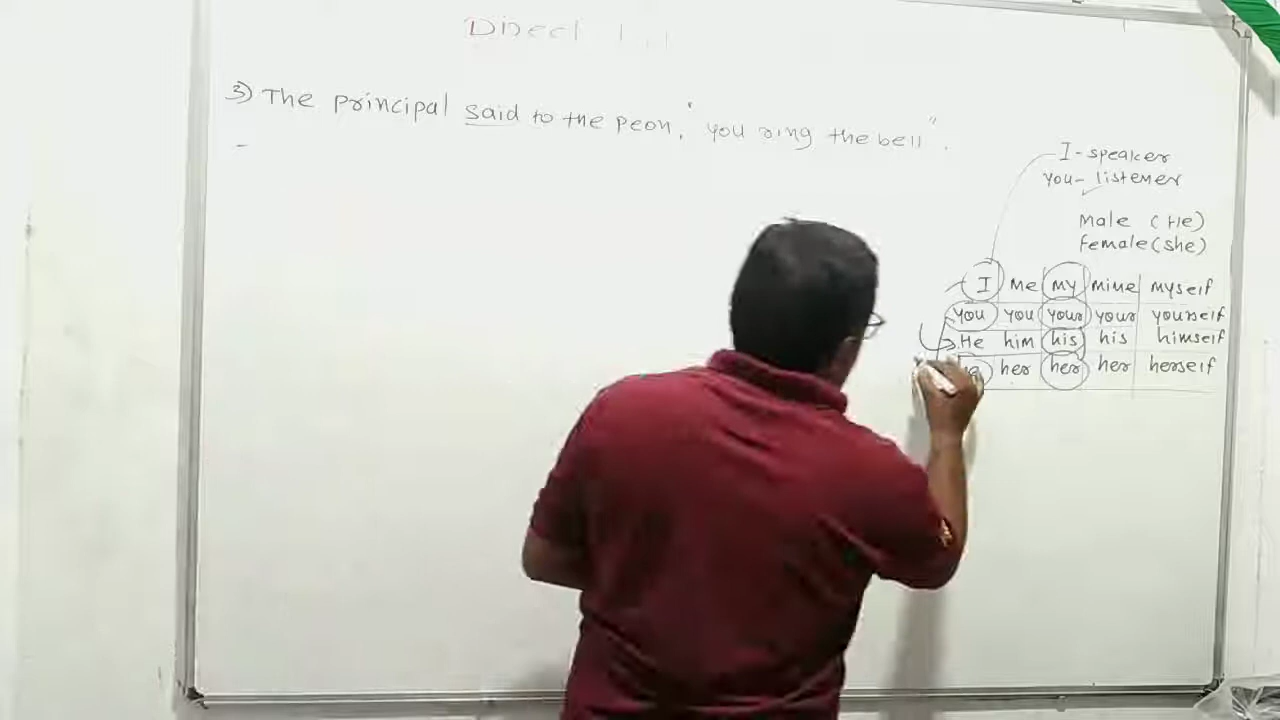 Direct
3) The principal said to the peon, "you ring the bell".
I - speaker
you - listener
Male (He)
Female (she)
I me my mine myself
you you your your yourself
He him his his himself
her her her herself